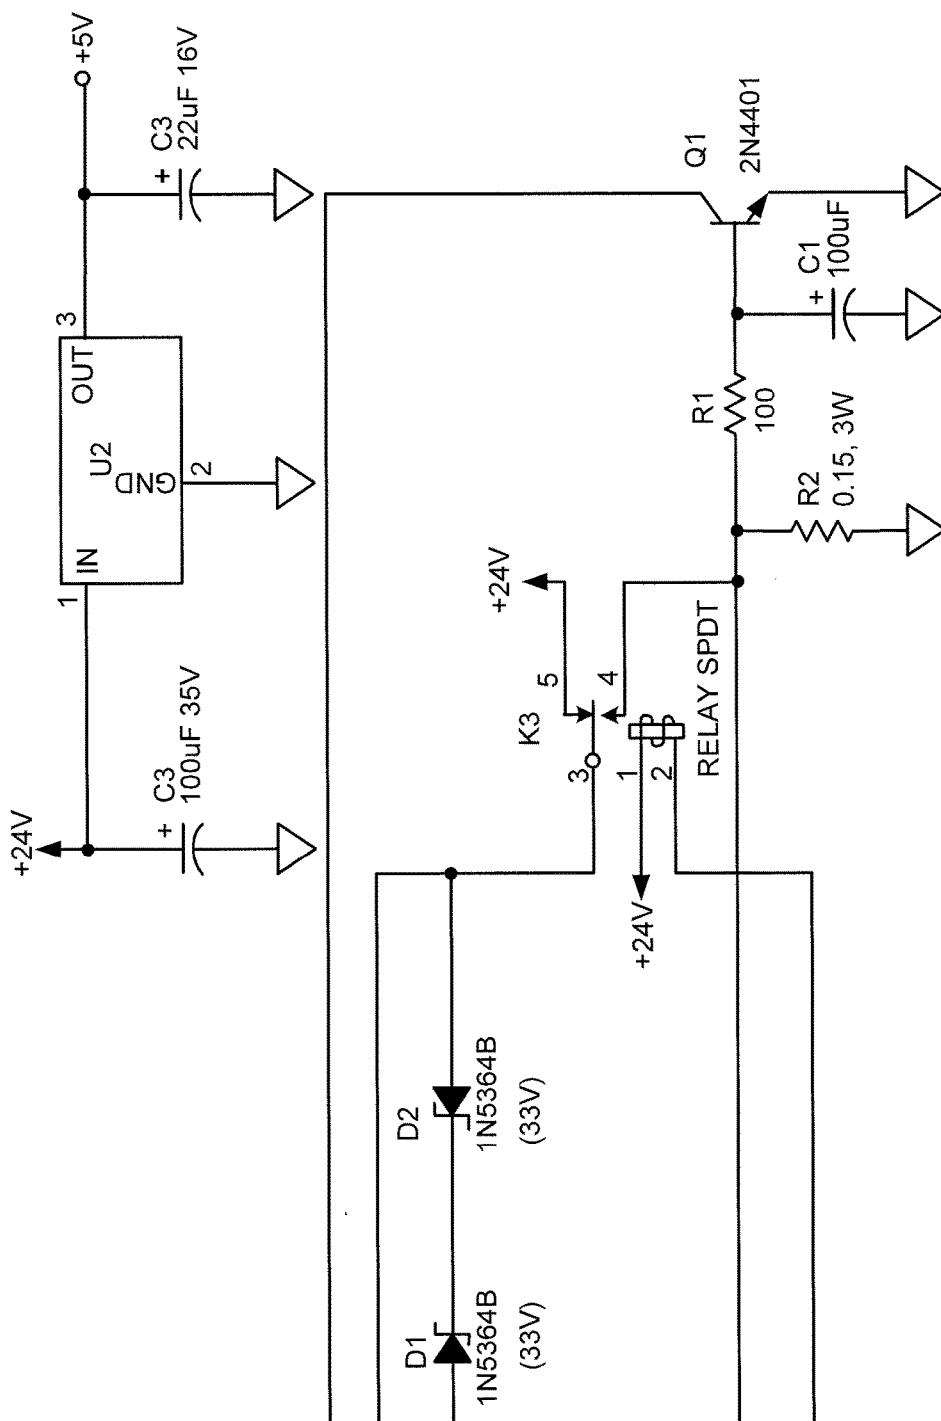 +5V
C3
22uF 16V
3
OUT
U2
GND
2
IN
1
C3
100uF 35V
+24V
+
+
Q1
2N4401
C1
100uF
+
R1
100
R2
0.15, 3W
+24V
5
4
K3
3
1
2
RELAY SPDT
+24V
D2
1N5364B
(33V)
D1
1N5364B
(33V)